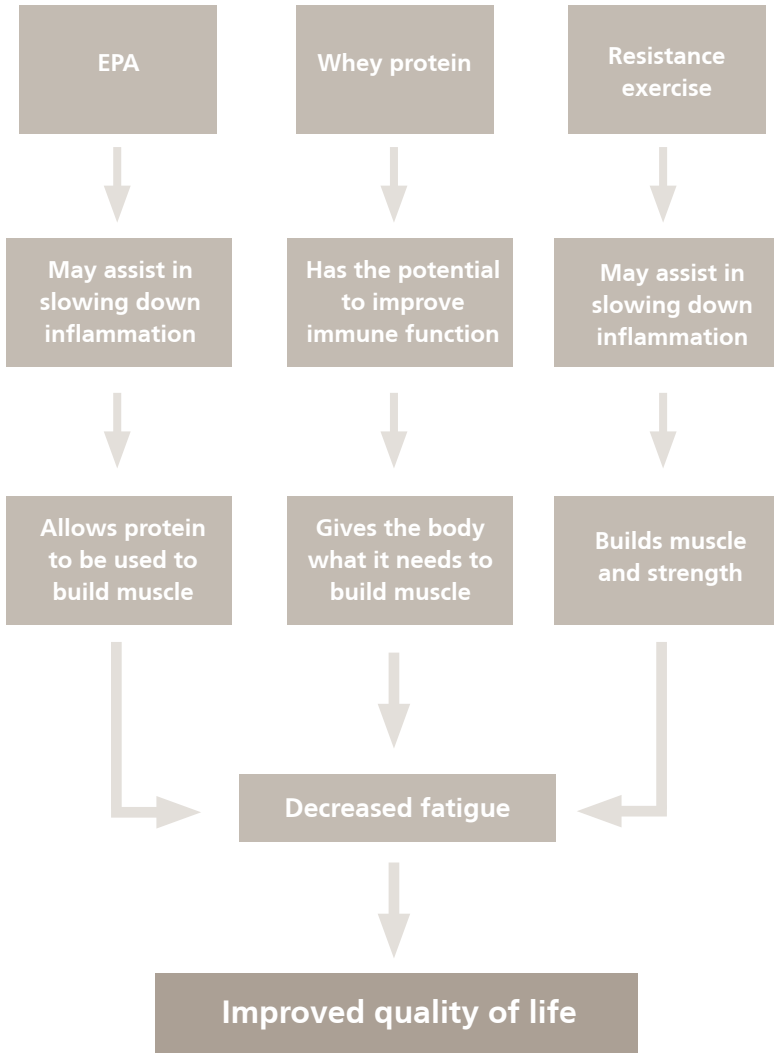 EPA
Whey protein
Resistance
exercise
May assist in
slowing down
inflammation
Has the potential
to improve
immune function
May assist in
slowing down
inflammation
Allows protein
to be used to
build muscle
Gives the body
what it needs to
build muscle
Builds muscle
and strength
Decreased fatigue
Improved quality of life